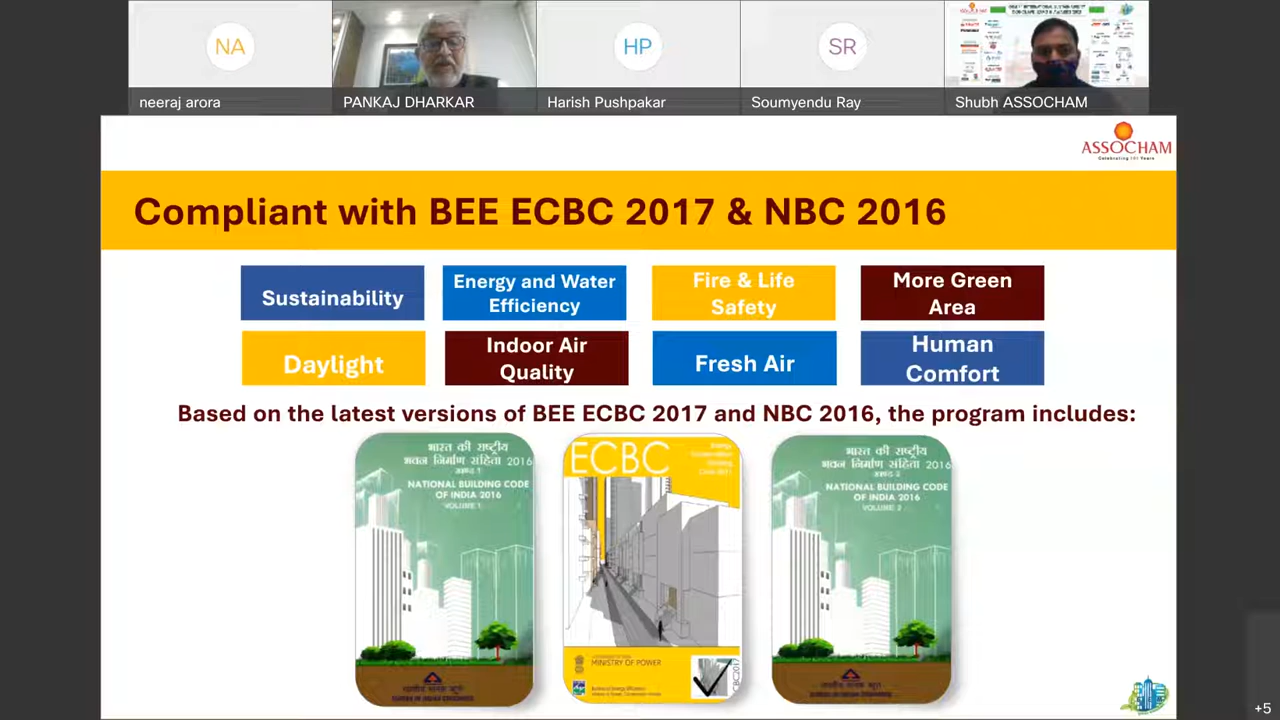 NA
HP
SR
neeraj arora
PANKAJ DHARKAR
Harish Pushpakar
Soumyendu Ray
Shubh ASSOCHAM
ASSOCHAM
Compliant with BEE ECBC 2017 & NBC 2016
Sustainability
Energy and Water
Efficiency
Fire & Life
Safety
More Green
Area
Daylight
Indoor Air
Quality
Fresh Air
Human
Comfort
Based on the latest versions of BEE ECBC 2017 and NBC 2016, the program includes:
भारत की राष्ट्रीय
भवन निर्माण संहिता 2016
NATIONAL BUILDING CODE
OF INDIA 2016
VOLUME 1
ECBC
MINISTRY OF POWER
ECBC2017
भारत की राष्ट्रीय
भवन निर्माण संहिता 2016
NATIONAL BUILDING CODE
OF INDIA 2016
VOLUME 2
+5